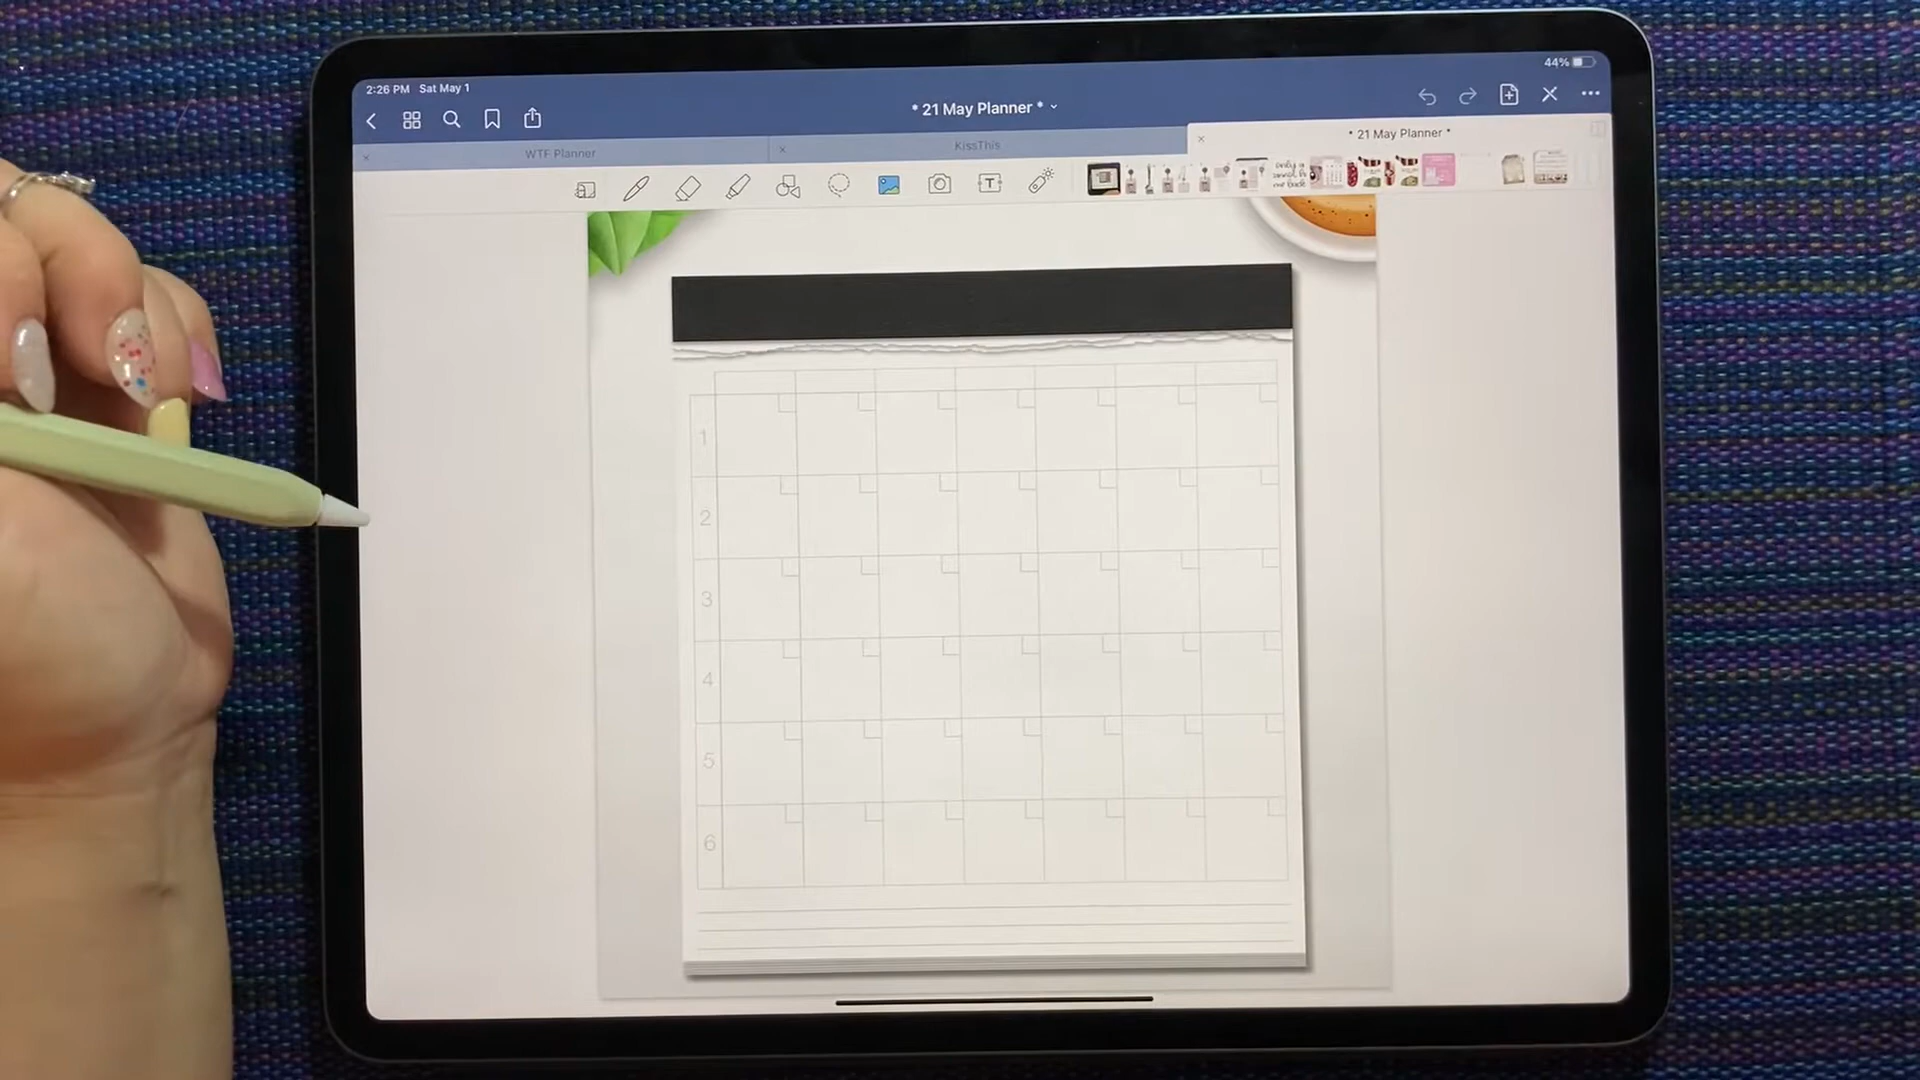 2:26 PM Sat May 1
44%
* 21 May Planner *
WTF Planner
KissThis
* 21 May Planner *
T
only a
1
2
3
4
5
6